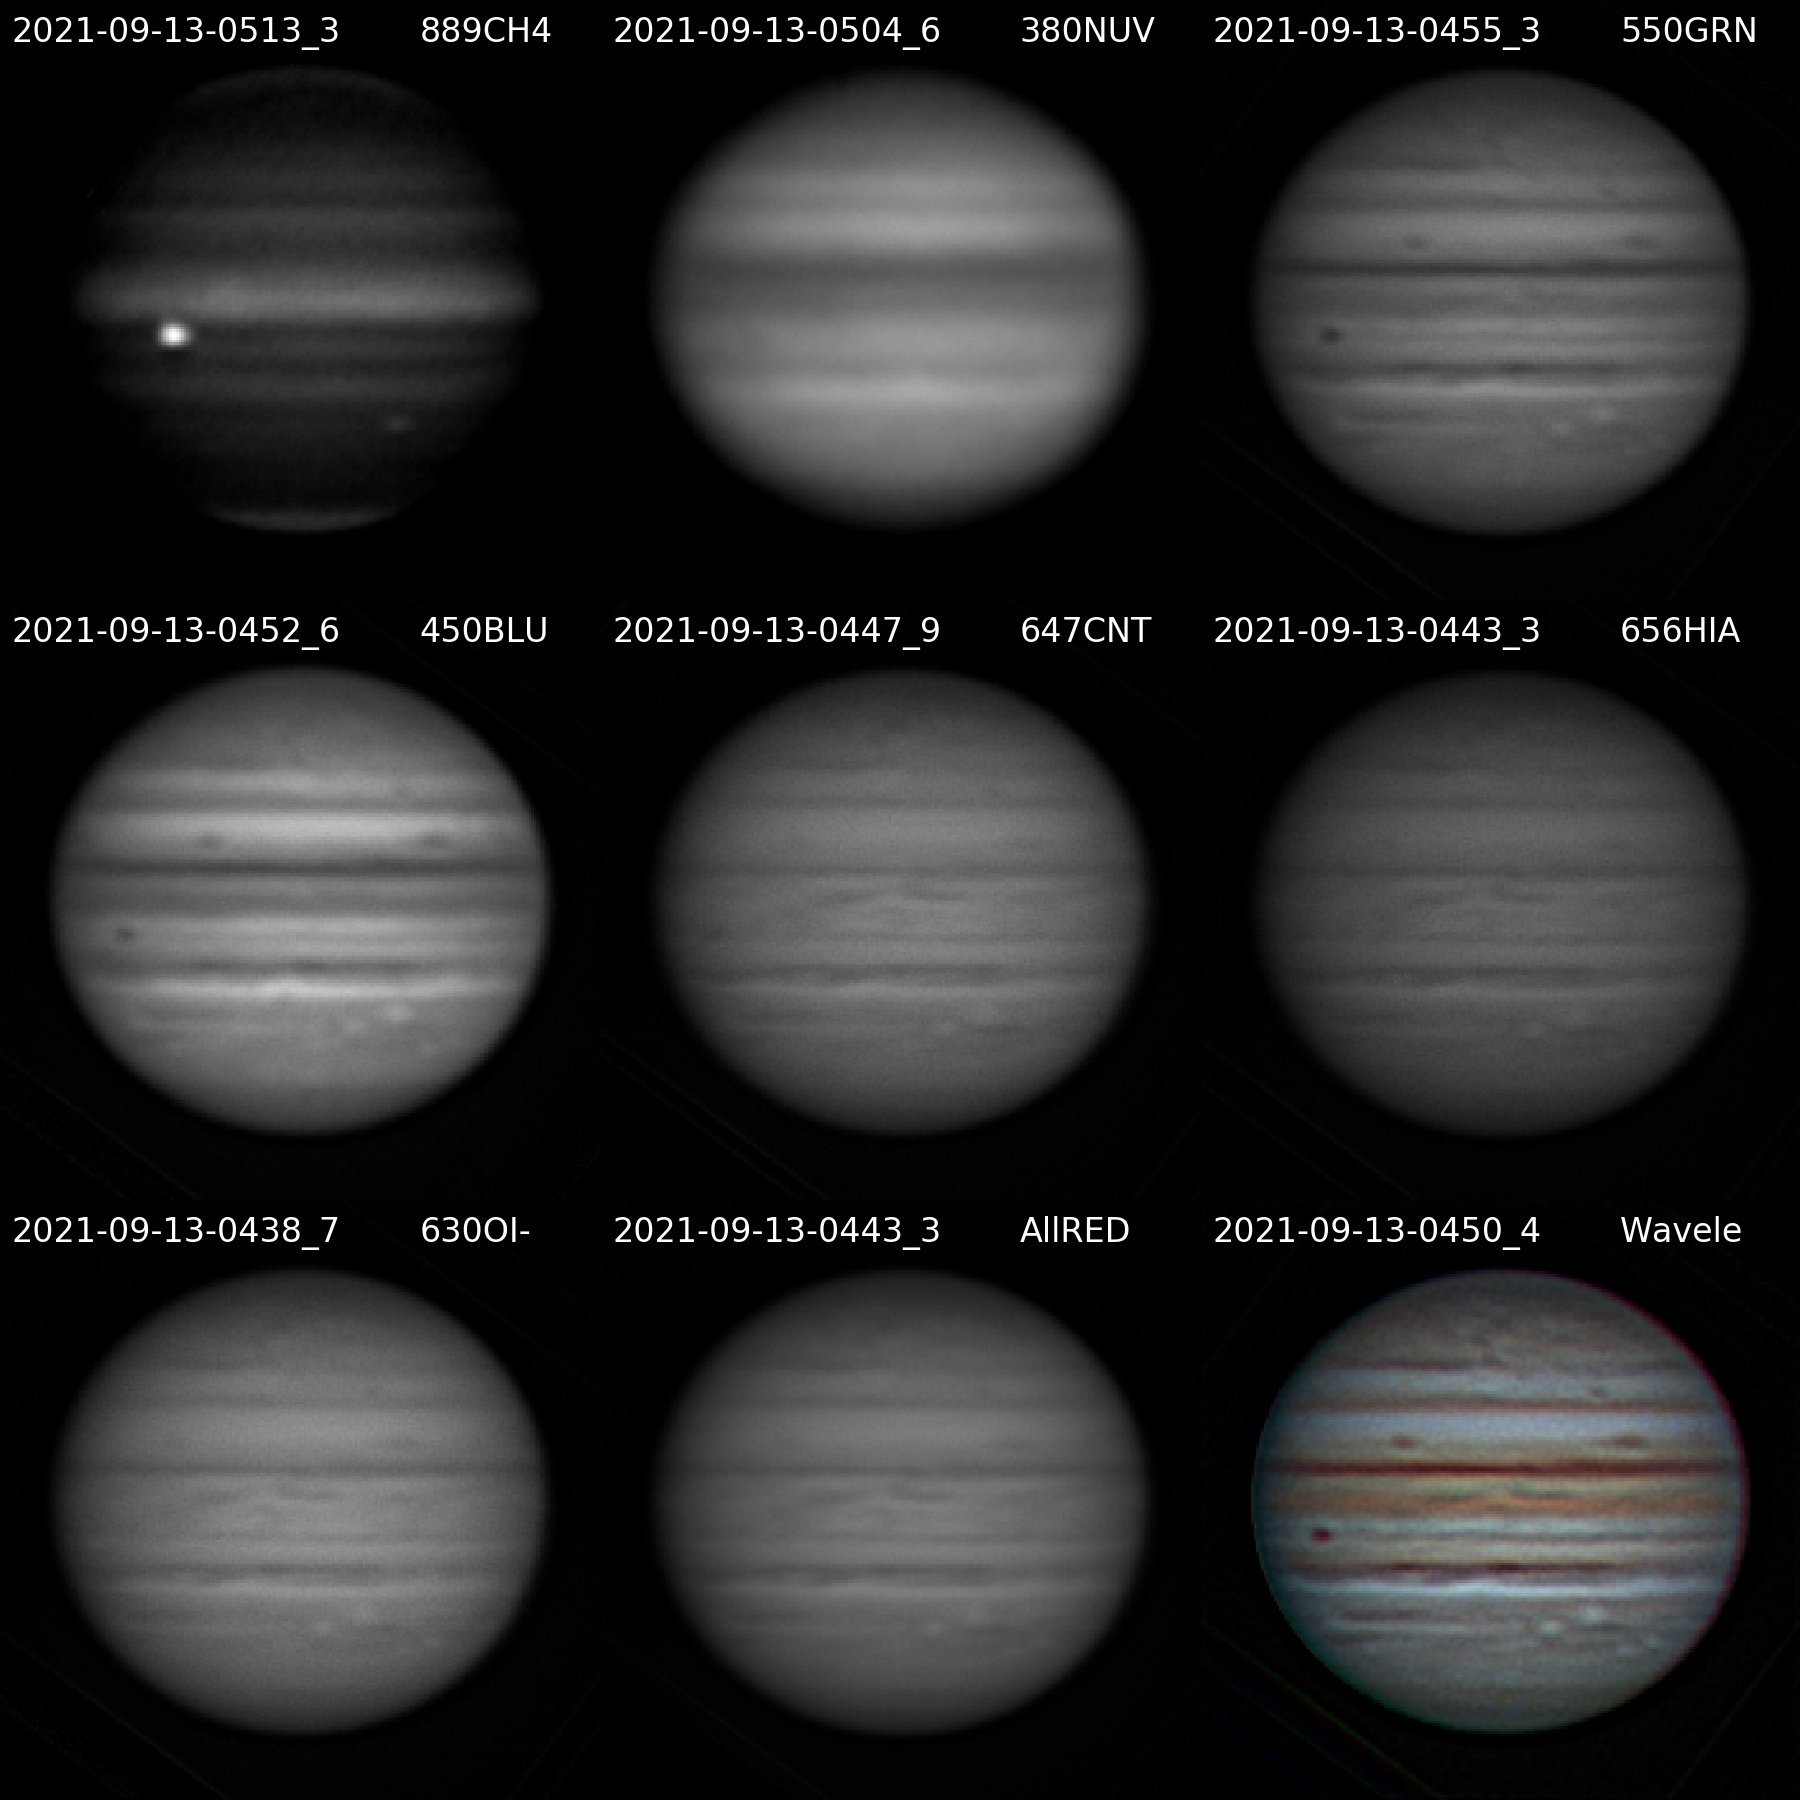 2021-09-13-0513_3 889CH4
2021-09-13-0504_6 380NUV
2021-09-13-0455_3 550GRN
2021-09-13-0452_6 450BLU
2021-09-13-0447_9 647CNT
2021-09-13-0443_3 656HIA
2021-09-13-0438_7 630OI-
2021-09-13-0443_3 AllRED
2021-09-13-0450_4 Wavele